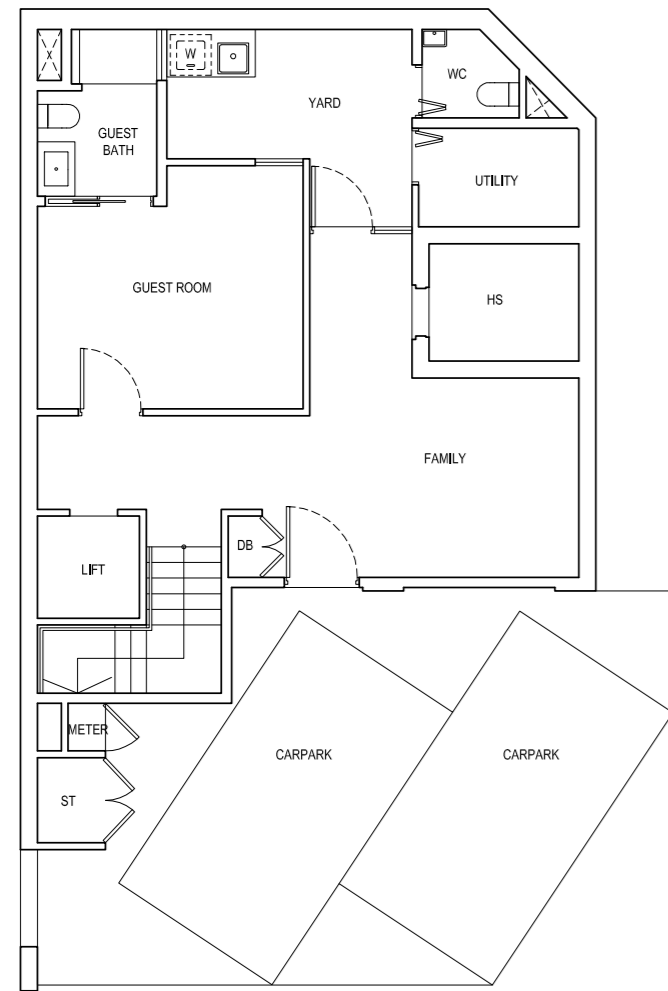 W
WC
YARD
GUEST
BATH
UTILITY
GUEST ROOM
HS
FAMILY
DB
LIFT
METER
CARPARK
CARPARK
ST